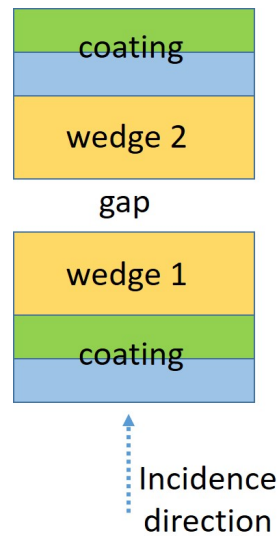 coating
wedge 2
gap
wedge 1
coating
Incidence
direction